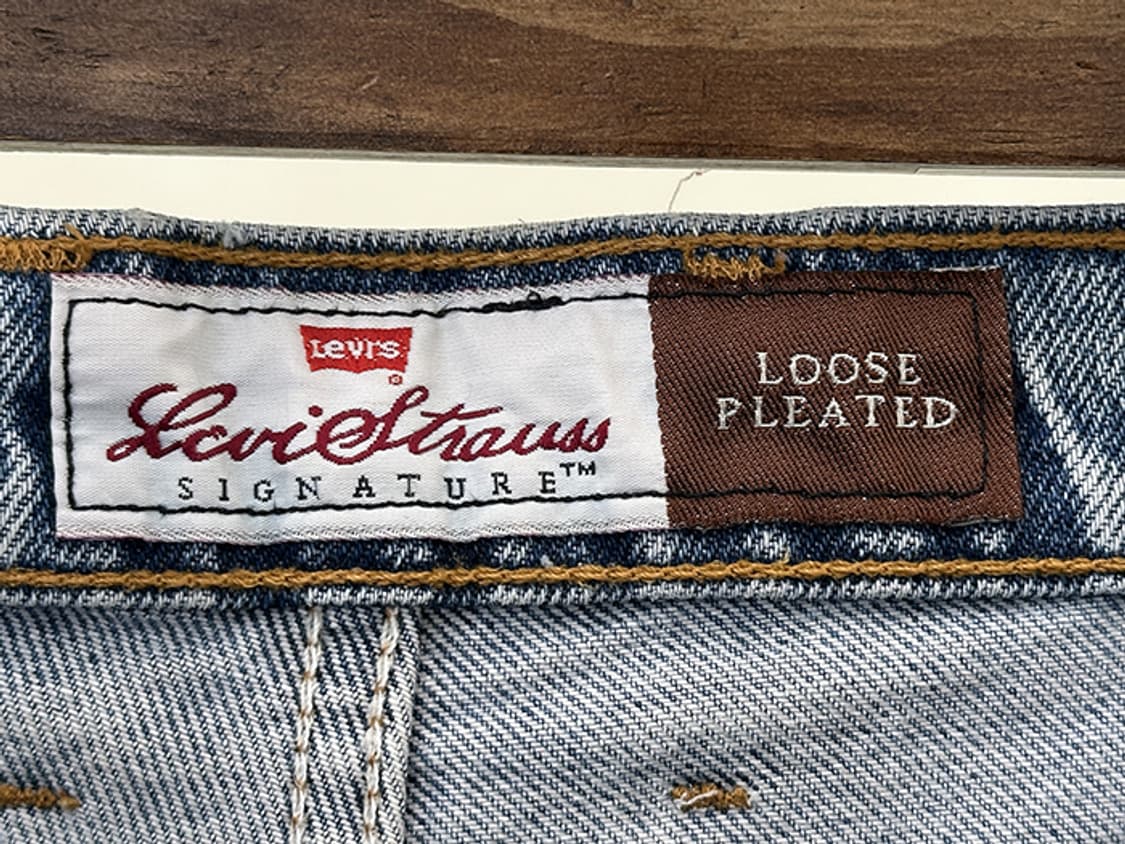 Levi's
®
Levi Strauss
SIGNATURE™
LOOSE
PLEATED